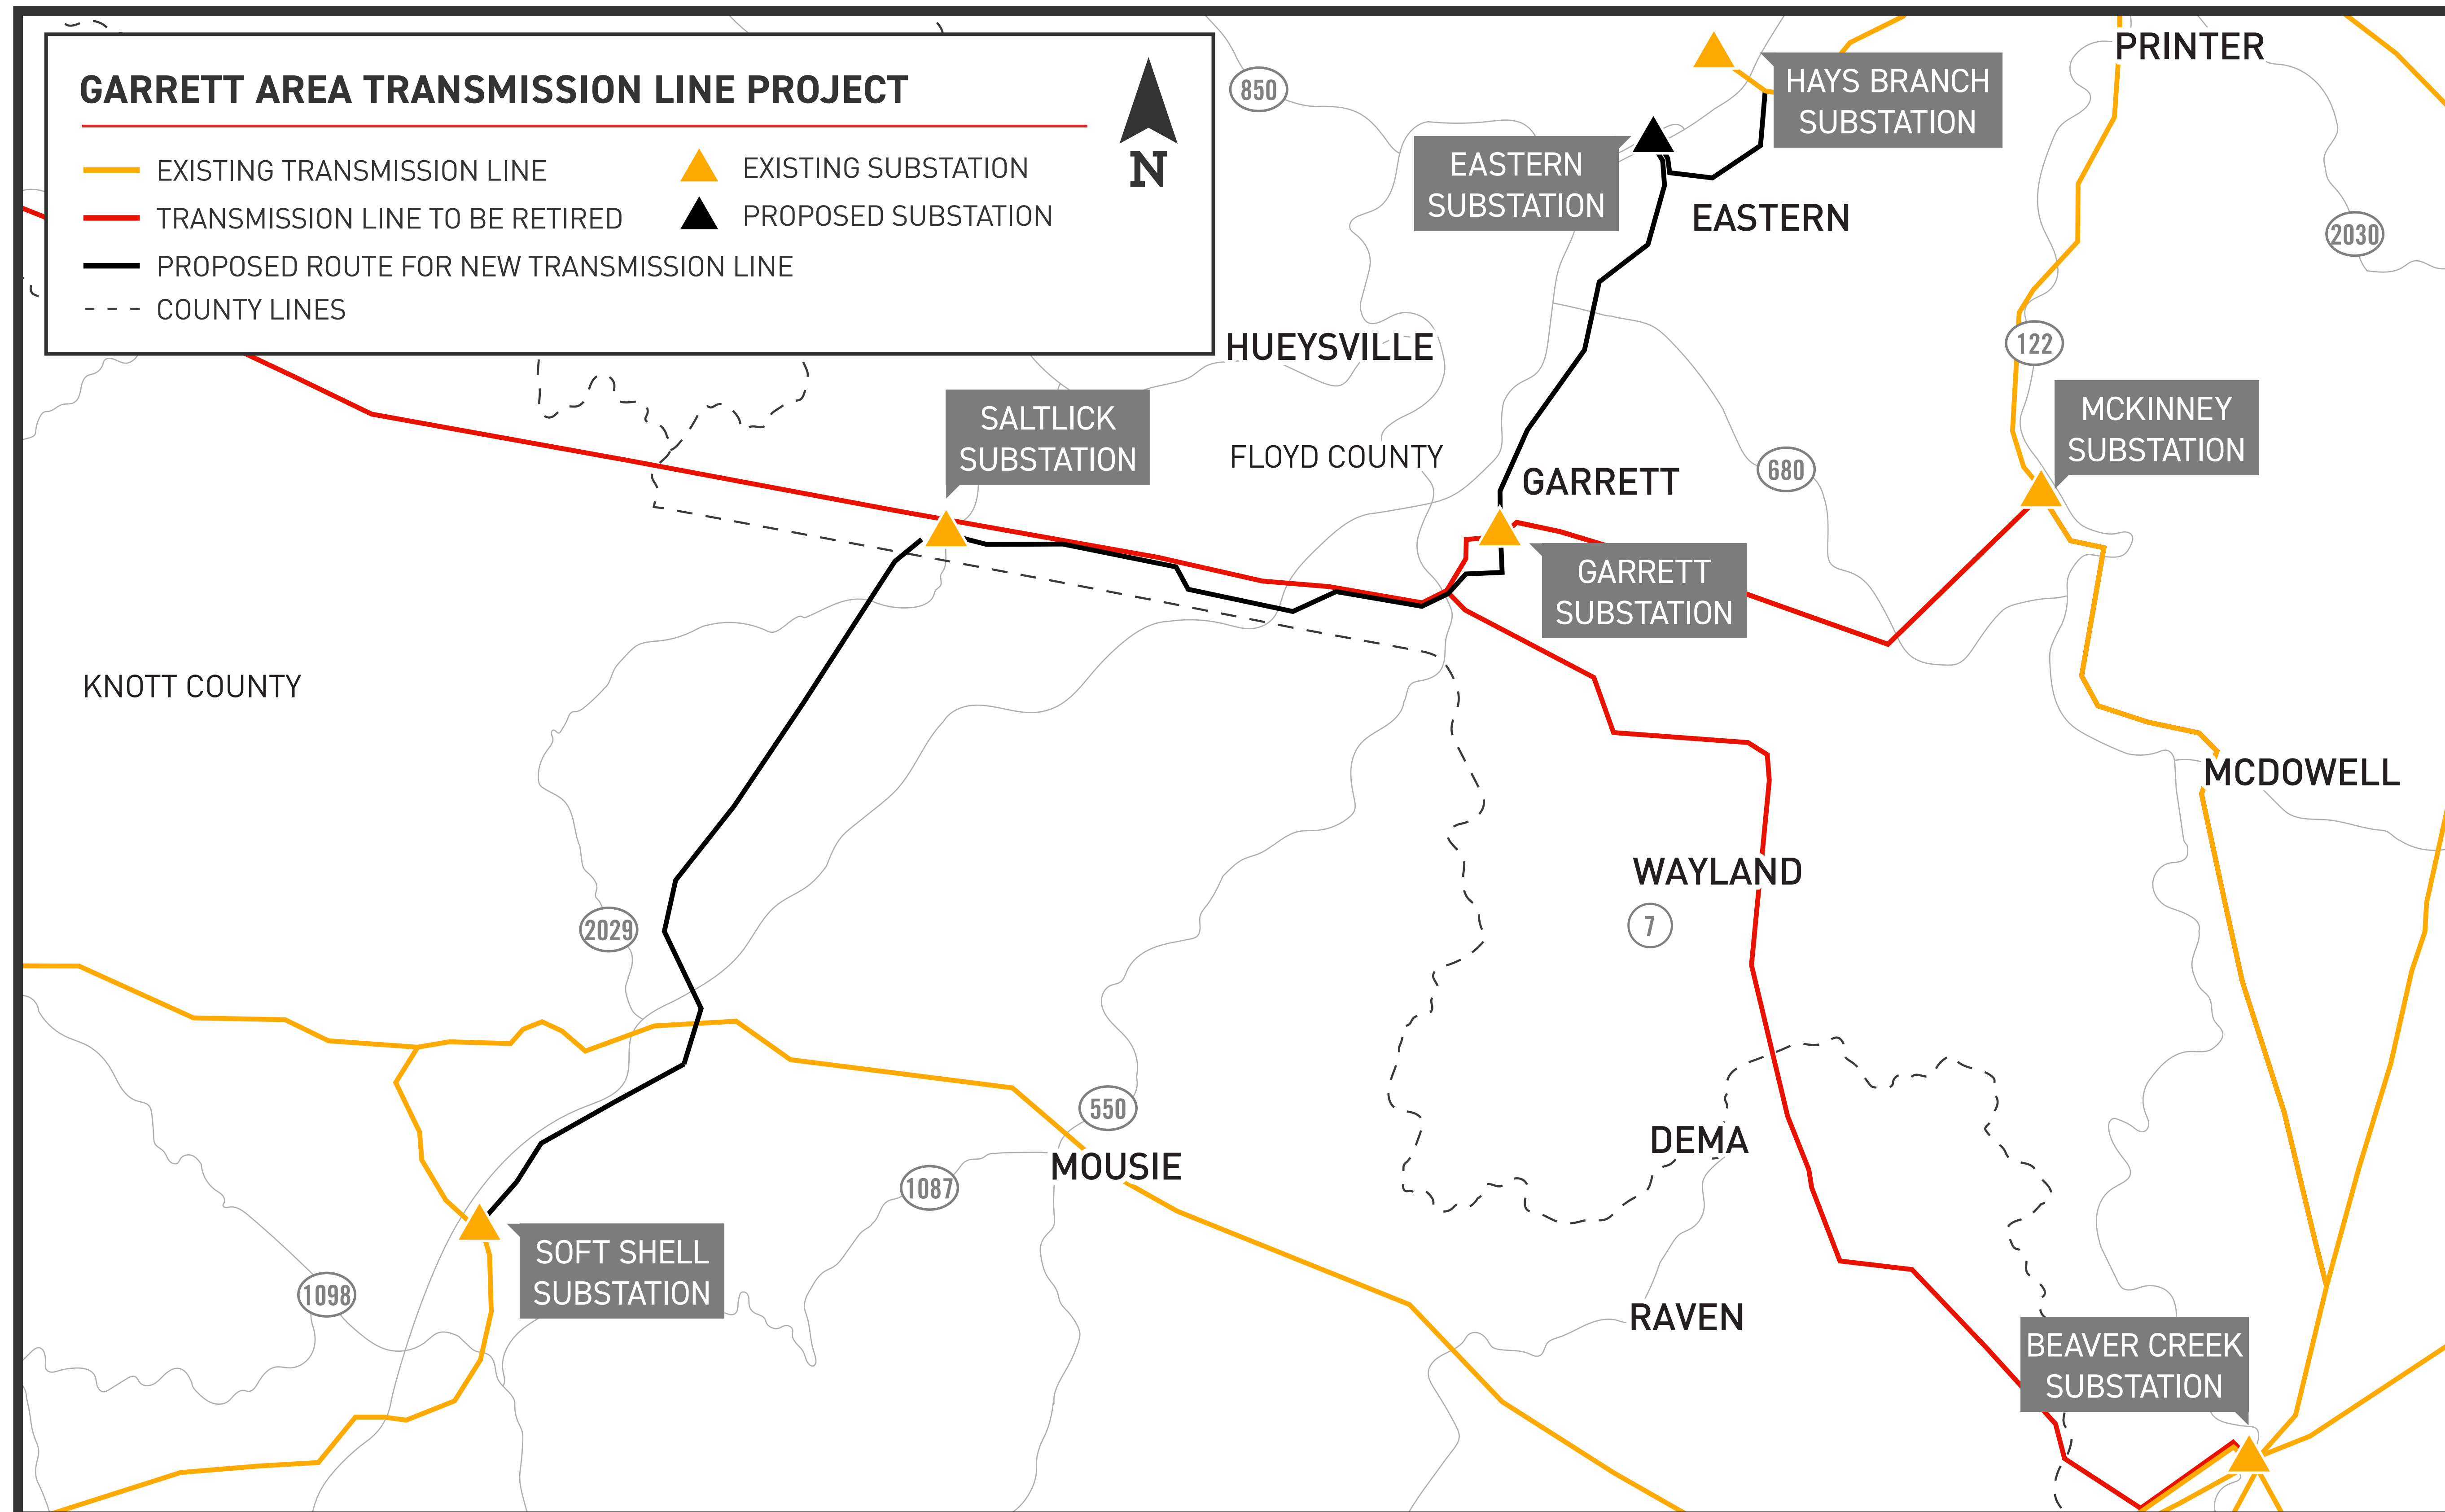 GARRETT AREA TRANSMISSION LINE PROJECT
N
EXISTING TRANSMISSION LINE
TRANSMISSION LINE TO BE RETIRED
PROPOSED ROUTE FOR NEW TRANSMISSION LINE
COUNTY LINES
EXISTING SUBSTATION
PROPOSED SUBSTATION
850
HAYS BRANCH
SUBSTATION
PRINTER
EASTERN
SUBSTATION
EASTERN
2030
HUEYSVILLE
122
SALTLICK
SUBSTATION
FLOYD COUNTY
GARRETT
680
MCKINNEY
SUBSTATION
GARRETT
SUBSTATION
KNOTT COUNTY
MCDOWELL
WAYLAND
7
2029
550
DEMA
MOUSIE
1087
SOFT SHELL
SUBSTATION
1098
RAVEN
BEAVER CREEK
SUBSTATION